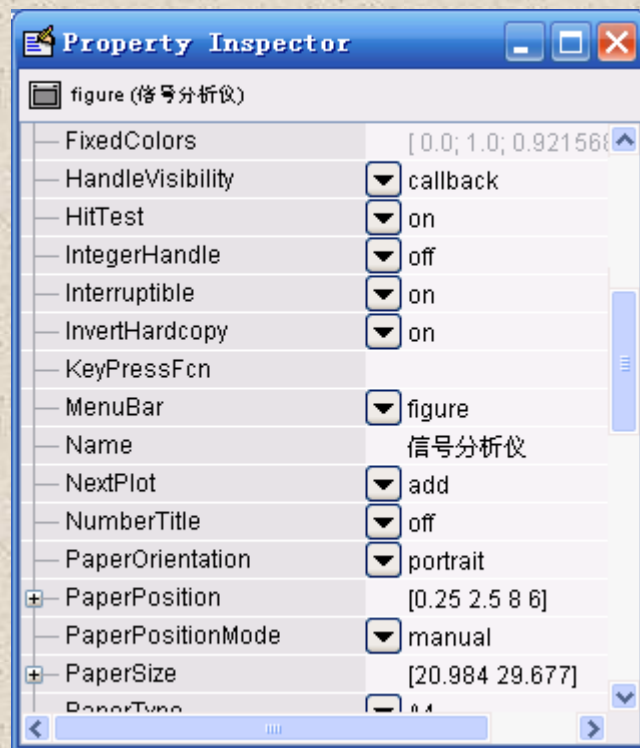 Property Inspector
figure (信号分析仪)
FixedColors [ 0.0; 1.0; 0.921568
HandleVisibility callback
HitTest on
IntegerHandle off
Interruptible on
InvertHardcopy on
KeyPressFcn
MenuBar figure
Name 信号分析仪
NextPlot add
NumberTitle off
PaperOrientation portrait
PaperPosition [0.25 2.5 8 6]
PaperPositionMode manual
PaperSize [20.984 29.677]
PaperType A4